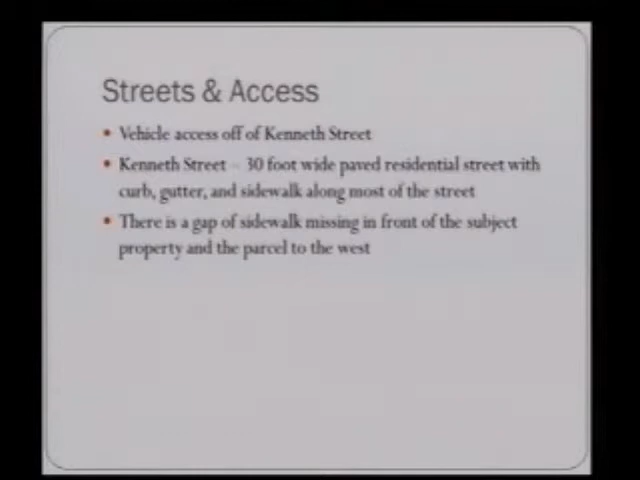 Streets & Access
• Vehicle access off of Kenneth Street
• Kenneth Street – 30 foot wide paved residential street with
curb, gutter, and sidewalk along most of the street
• There is a gap of sidewalk missing in front of the subject
property and the parcel to the west